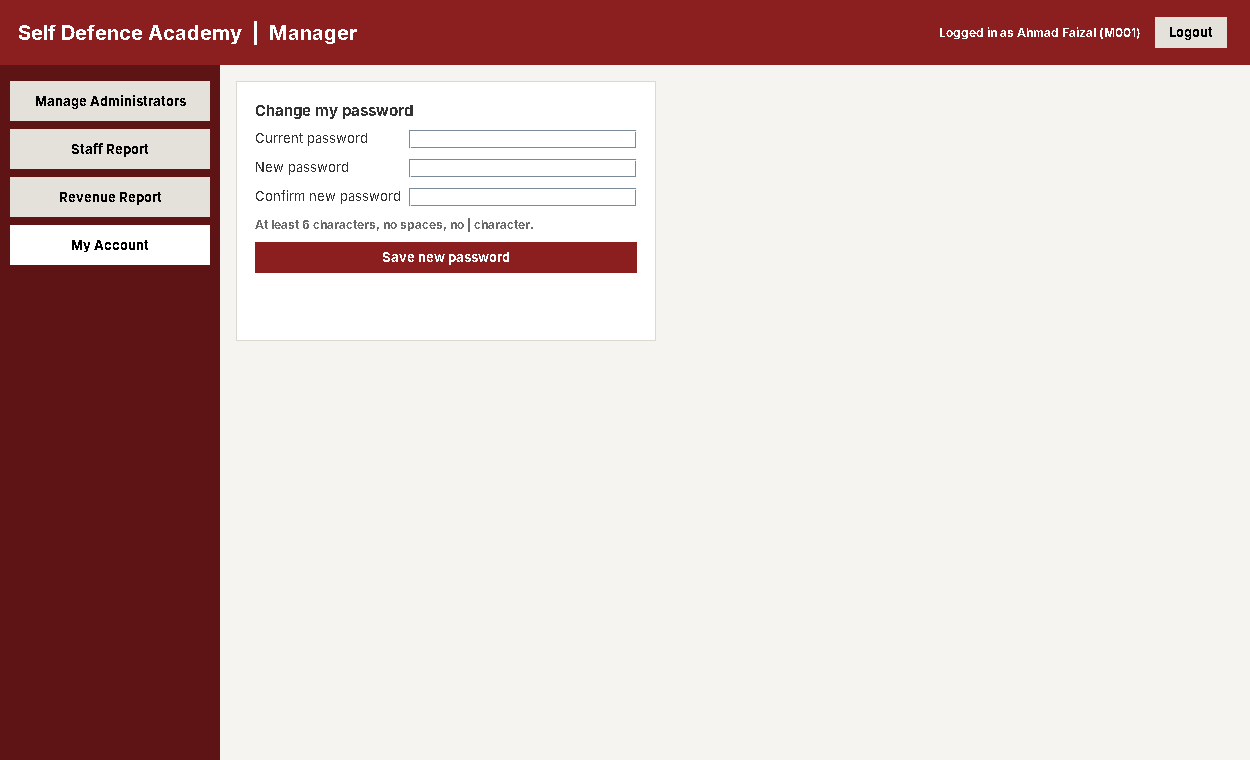 Self Defence Academy | Manager
Logged in as Ahmad Faizal (M001)
Logout
Manage Administrators
Staff Report
Revenue Report
My Account
Change my password
Current password
New password
Confirm new password
At least 6 characters, no spaces, no | character.
Save new password